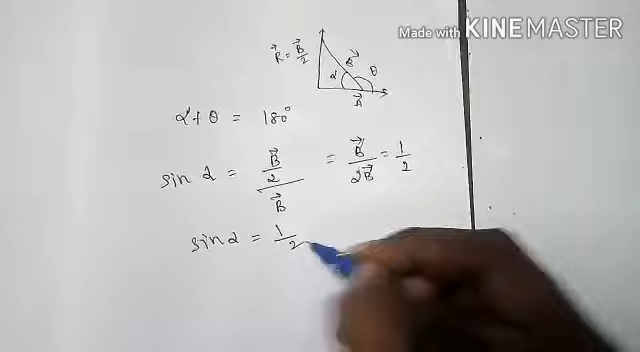 Made with KINEMASTER
R⃗ = B⃗/2
B⃗
α θ
A⃗
α + θ = 180°
sin α = (B⃗/2)/B⃗ = B⃗/2B⃗ = 1/2
sin α = 1/2